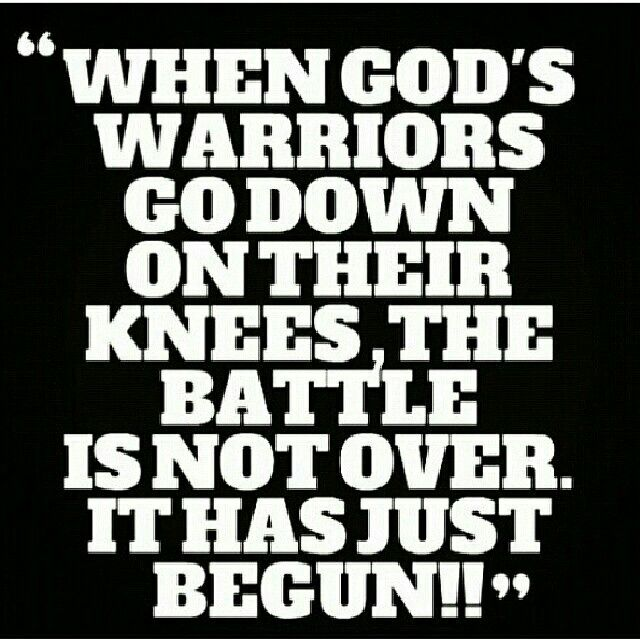 “WHEN GOD'S
WARRIORS
GO DOWN
ON THEIR
KNEES, THE
BATTLE
IS NOT OVER.
IT HAS JUST
BEGUN!!”